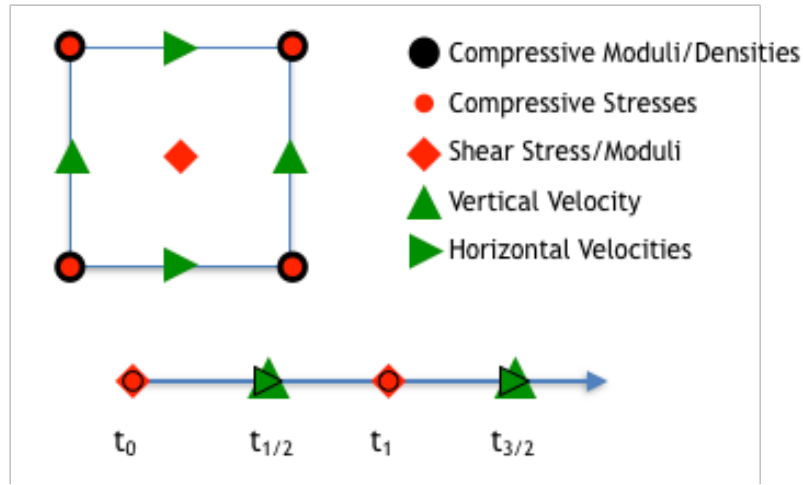 Compressive Moduli/Densities
Compressive Stresses
Shear Stress/Moduli
Vertical Velocity
Horizontal Velocities
t0 t1/2 t1 t3/2